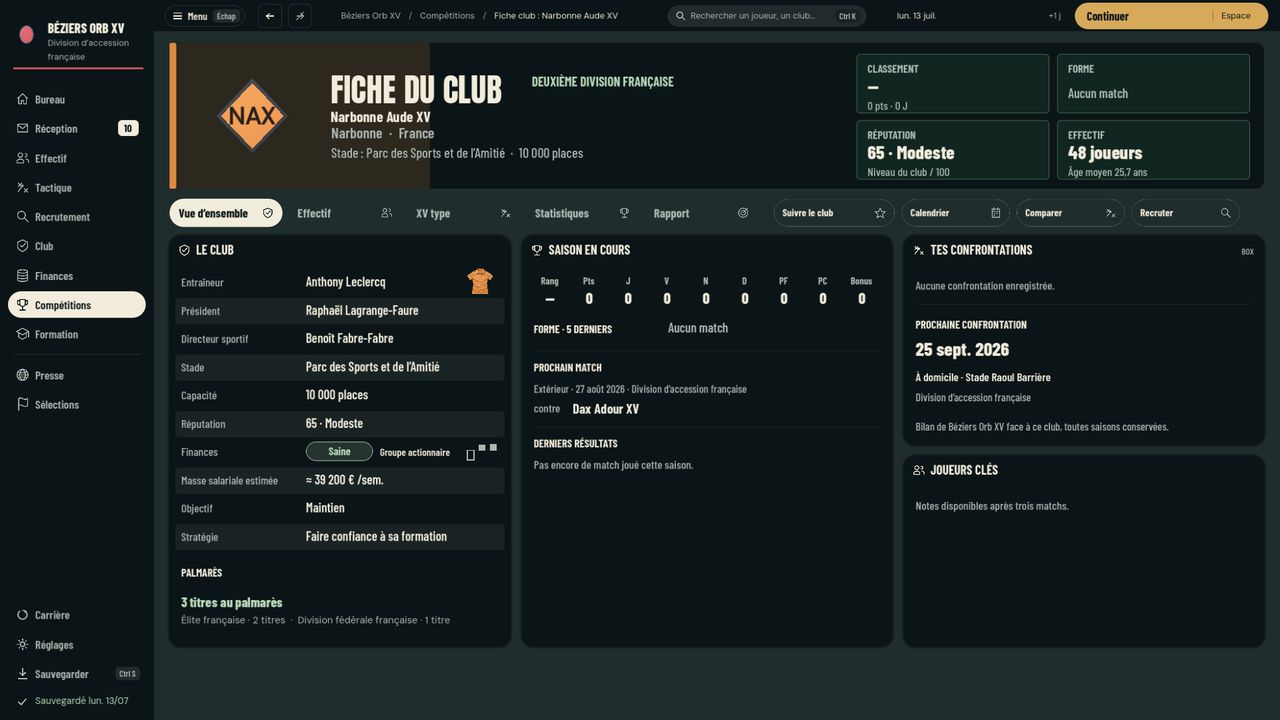 BÉZIERS ORB XV
Division d'accession
française
Menu Échap
Béziers Orb XV / Compétitions / Fiche club : Narbonne Aude XV
Rechercher un joueur, un club.. Ctrl K
lun. 13 juil.
+1 j
Continuer Espace
Bureau
Réception 10
Effectif
Tactique
Recrutement
Club
Finances
Compétitions
Formation
Presse
Sélections
Carrière
Réglages
Sauvegarder Ctrl S
Sauvegardé lun. 13/07
NAX
FICHE DU CLUB
DEUXIÈME DIVISION FRANÇAISE
Narbonne Aude XV
Narbonne · France
Stade : Parc des Sports et de l'Amitié · 10 000 places
CLASSEMENT
—
0 pts · 0 J
FORME
Aucun match
RÉPUTATION
65 · Modeste
Niveau du club / 100
EFFECTIF
48 joueurs
Âge moyen 25,7 ans
Vue d'ensemble
Effectif
XV type
Statistiques
Rapport
Suivre le club
Calendrier
Comparer
Recruter
LE CLUB
Entraîneur Anthony Leclercq
Président Raphaël Lagrange-Faure
Directeur sportif Benoît Fabre-Fabre
Stade Parc des Sports et de l'Amitié
Capacité 10 000 places
Réputation 65 · Modeste
Finances Saine Groupe actionnaire
Masse salariale estimée ≈ 39 200 € /sem.
Objectif Maintien
Stratégie Faire confiance à sa formation
PALMARÈS
3 titres au palmarès
Élite française · 2 titres · Division fédérale française · 1 titre
SAISON EN COURS
Rang Pts J V N D PF PC Bonus
— 0 0 0 0 0 0 0 0
FORME · 5 DERNIERS Aucun match
PROCHAIN MATCH
Extérieur · 27 août 2026 · Division d'accession française
contre Dax Adour XV
DERNIERS RÉSULTATS
Pas encore de match joué cette saison.
TES CONFRONTATIONS BOX
Aucune confrontation enregistrée.
PROCHAINE CONFRONTATION
25 sept. 2026
À domicile · Stade Raoul Barrière
Division d'accession française
Bilan de Béziers Orb XV face à ce club, toutes saisons conservées.
JOUEURS CLÉS
Notes disponibles après trois matchs.